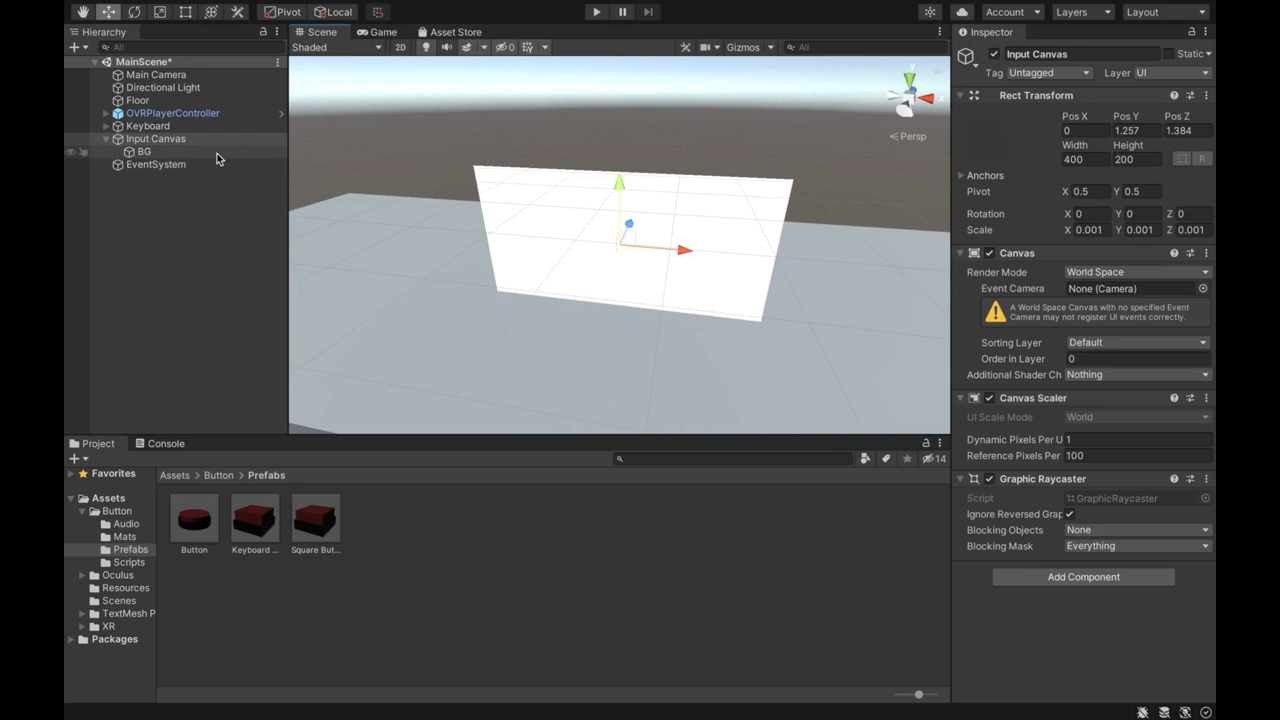 Pivot Local Account Layers Layout
Hierarchy
All
MainScene*
Main Camera
Directional Light
Floor
OVRPlayerController
Keyboard
Input Canvas
BG
EventSystem
Scene Game Asset Store
Shaded 2D 0 Gizmos All
y
x
Persp
Inspector
Input Canvas Static
Tag Untagged Layer UI
Rect Transform
Pos X Pos Y Pos Z
0 1.257 1.384
Width Height
400 200 R
Anchors
Pivot X 0.5 Y 0.5
Rotation X 0 Y 0 Z 0
Scale X 0.001 Y 0.001 Z 0.001
Canvas
Render Mode World Space
Event Camera None (Camera)
A World Space Canvas with no specified Event
Camera may not register UI events correctly.
Sorting Layer Default
Order in Layer 0
Additional Shader Ch Nothing
Canvas Scaler
UI Scale Mode World
Dynamic Pixels Per U 1
Reference Pixels Per 100
Graphic Raycaster
Script GraphicRaycaster
Ignore Reversed Grap
Blocking Objects None
Blocking Mask Everything
Add Component
Project Console
14
Favorites
Assets
Button
Audio
Mats
Prefabs
Scripts
Oculus
Resources
Scenes
TextMesh P
XR
Packages
Assets Button Prefabs
Button Keyboard ... Square But...